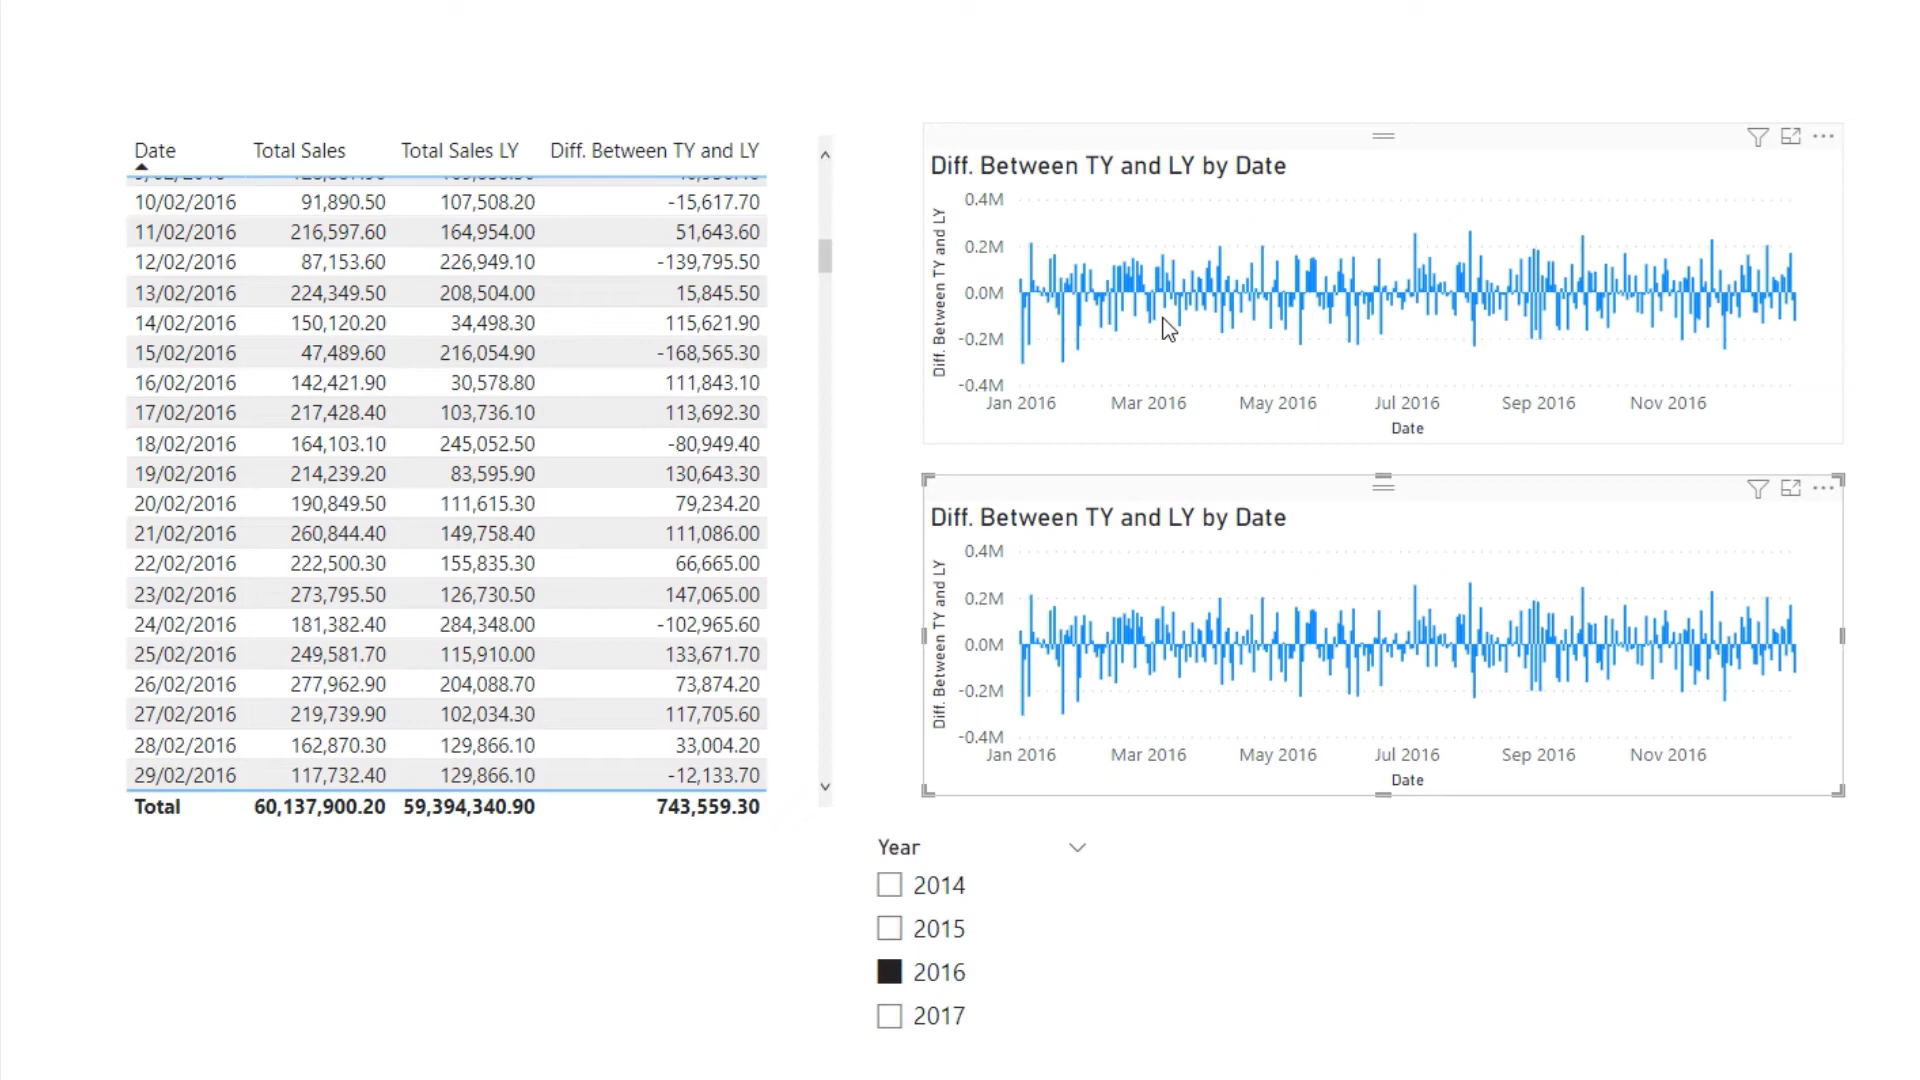 Date Total Sales Total Sales LY Diff. Between TY and LY
10/02/2016 91,890.50 107,508.20 -15,617.70
11/02/2016 216,597.60 164,954.00 51,643.60
12/02/2016 87,153.60 226,949.10 -139,795.50
13/02/2016 224,349.50 208,504.00 15,845.50
14/02/2016 150,120.20 34,498.30 115,621.90
15/02/2016 47,489.60 216,054.90 -168,565.30
16/02/2016 142,421.90 30,578.80 111,843.10
17/02/2016 217,428.40 103,736.10 113,692.30
18/02/2016 164,103.10 245,052.50 -80,949.40
19/02/2016 214,239.20 83,595.90 130,643.30
20/02/2016 190,849.50 111,615.30 79,234.20
21/02/2016 260,844.40 149,758.40 111,086.00
22/02/2016 222,500.30 155,835.30 66,665.00
23/02/2016 273,795.50 126,730.50 147,065.00
24/02/2016 181,382.40 284,348.00 -102,965.60
25/02/2016 249,581.70 115,910.00 133,671.70
26/02/2016 277,962.90 204,088.70 73,874.20
27/02/2016 219,739.90 102,034.30 117,705.60
28/02/2016 162,870.30 129,866.10 33,004.20
29/02/2016 117,732.40 129,866.10 -12,133.70
Total 60,137,900.20 59,394,340.90 743,559.30
Diff. Between TY and LY by Date
Diff. Between TY and LY
0.4M
0.2M
0.0M
-0.2M
-0.4M
Jan 2016 Mar 2016 May 2016 Jul 2016 Sep 2016 Nov 2016
Date
Diff. Between TY and LY by Date
Diff. Between TY and LY
0.4M
0.2M
0.0M
-0.2M
-0.4M
Jan 2016 Mar 2016 May 2016 Jul 2016 Sep 2016 Nov 2016
Date
Year
2014
2015
2016
2017